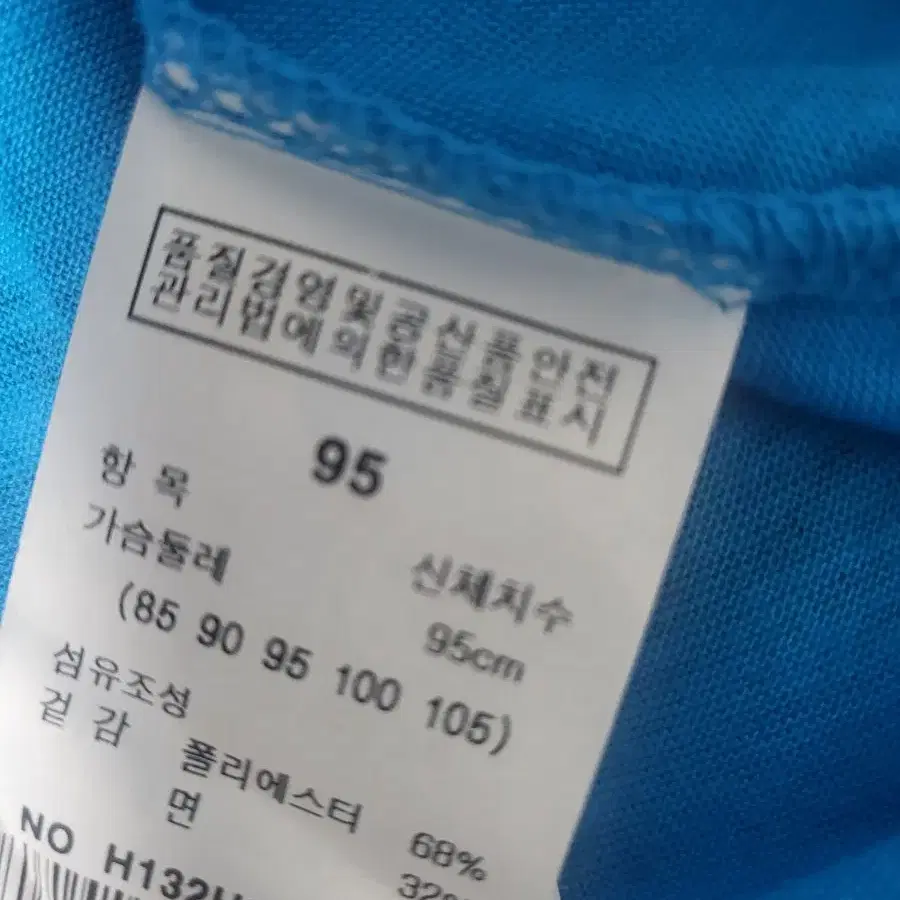 품질경영및공산품안전
관리법에의한품질표시
95
항 목
신체치수
가슴둘레
95cm
(85 90 95 100 105)
섬유조성
겉 감
폴리에스터 68%
면
NO